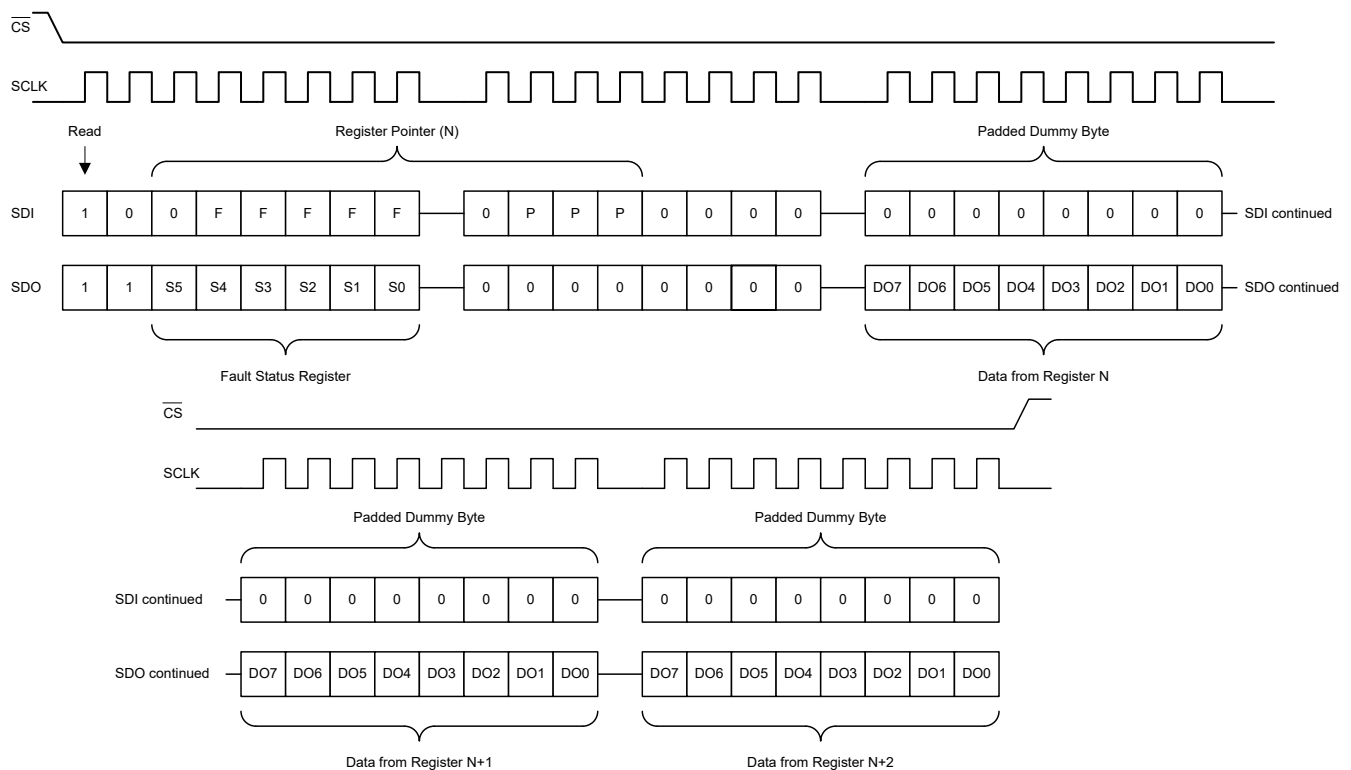 CS
SCLK
Read
Register Pointer (N)
Padded Dummy Byte
SDI 1 0 0 F F F F F 0 P P P 0 0 0 0 0 0 0 0 0 0 0 0 SDI continued
SDO 1 1 S5 S4 S3 S2 S1 S0 0 0 0 0 0 0 0 0 DO7 DO6 DO5 DO4 DO3 DO2 DO1 DO0 SDO continued
Fault Status Register
Data from Register N
CS
SCLK
Padded Dummy Byte
Padded Dummy Byte
SDI continued 0 0 0 0 0 0 0 0 0 0 0 0 0 0 0 0
SDO continued DO7 DO6 DO5 DO4 DO3 DO2 DO1 DO0 DO7 DO6 DO5 DO4 DO3 DO2 DO1 DO0
Data from Register N+1
Data from Register N+2